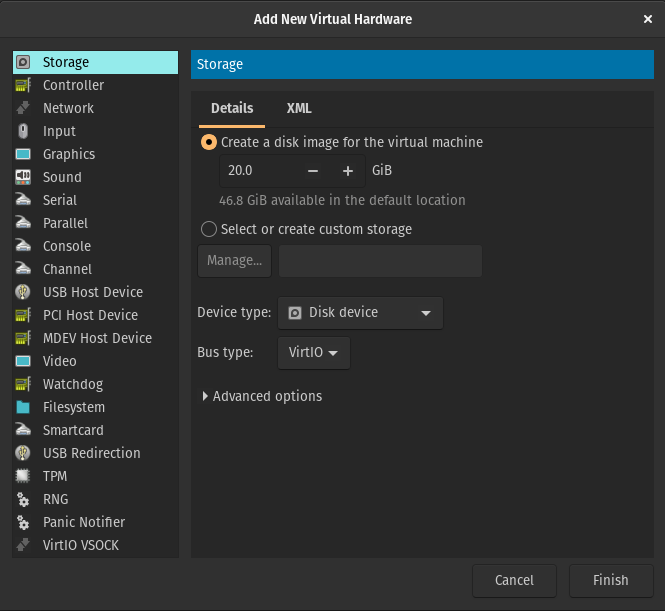 Add New Virtual Hardware
×
Storage
Controller
Network
Input
Graphics
Sound
Serial
Parallel
Console
Channel
USB Host Device
PCI Host Device
MDEV Host Device
Video
Watchdog
Filesystem
Smartcard
USB Redirection
TPM
RNG
Panic Notifier
VirtIO VSOCK
Storage
Details XML
Create a disk image for the virtual machine
20.0 − + GiB
46.8 GiB available in the default location
Select or create custom storage
Manage...
Device type: Disk device
Bus type: VirtIO
Advanced options
Cancel Finish